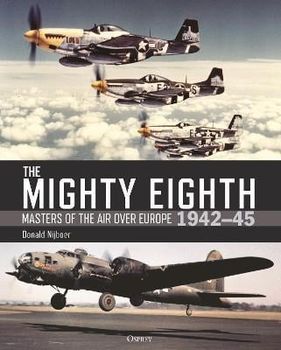 THE
MIGHTY EIGHTH
MASTERS OF THE AIR OVER EUROPE 1942–45
Donald Nijboer
OSPREY